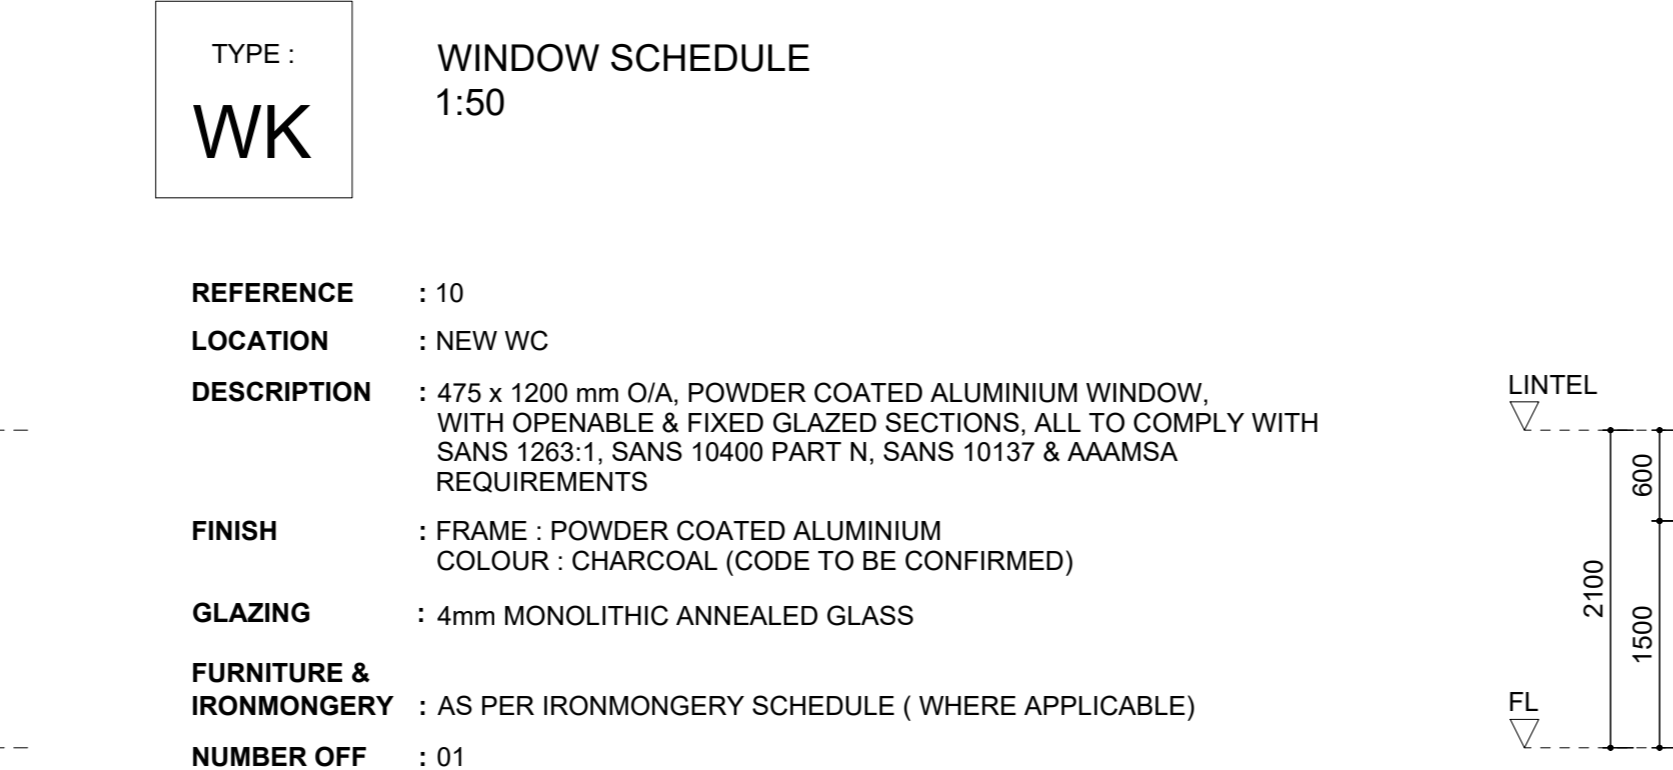 TYPE :
WK
WINDOW SCHEDULE
1:50
REFERENCE : 10
LOCATION : NEW WC
DESCRIPTION : 475 x 1200 mm O/A, POWDER COATED ALUMINIUM WINDOW,
WITH OPENABLE & FIXED GLAZED SECTIONS, ALL TO COMPLY WITH
SANS 1263:1, SANS 10400 PART N, SANS 10137 & AAAMSA
REQUIREMENTS
FINISH : FRAME : POWDER COATED ALUMINIUM
COLOUR : CHARCOAL (CODE TO BE CONFIRMED)
GLAZING : 4mm MONOLITHIC ANNEALED GLASS
FURNITURE &
IRONMONGERY : AS PER IRONMONGERY SCHEDULE ( WHERE APPLICABLE)
NUMBER OFF : 01
LINTEL
600
2100
1500
FL